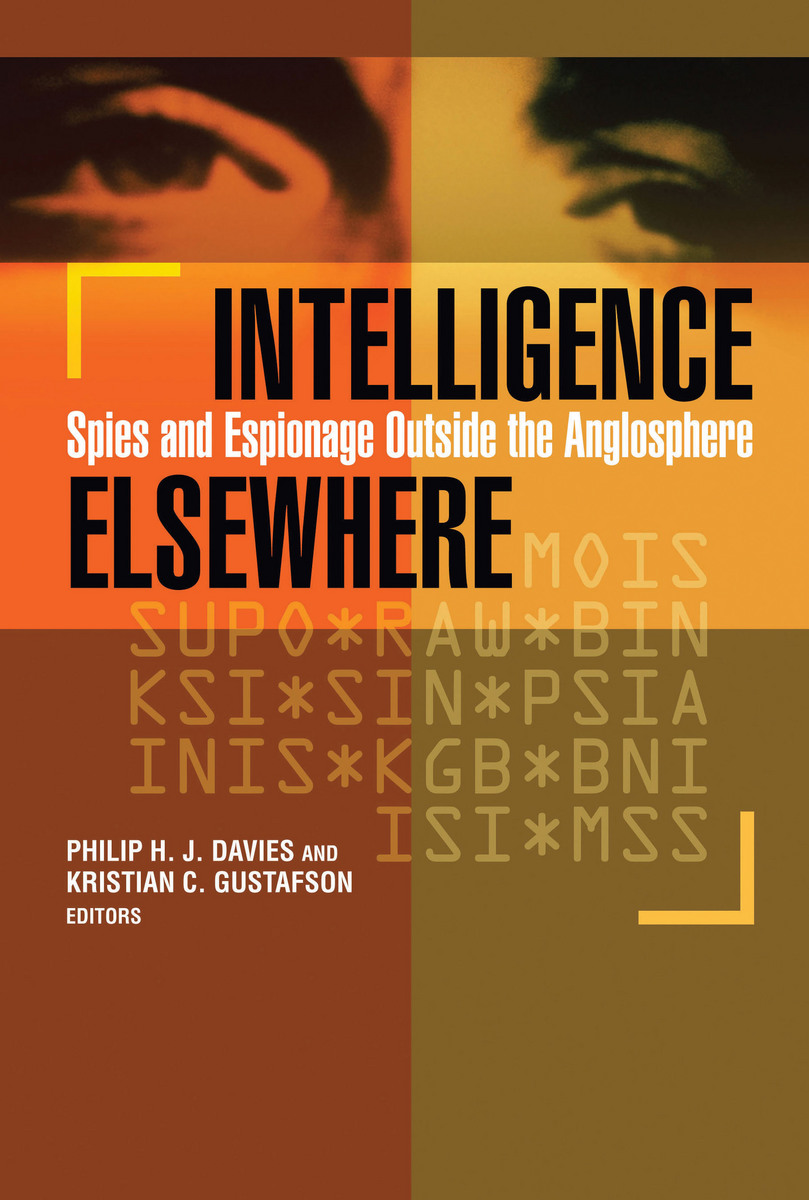 INTELLIGENCE
Spies and Espionage Outside the Anglosphere
ELSEWHERE
MOIS
SUPO*RAW*BIN
KSI*SIN*PSIA
INIS*KGB*BNI
ISI*MSS
PHILIP H. J. DAVIES AND
KRISTIAN C. GUSTAFSON
EDITORS